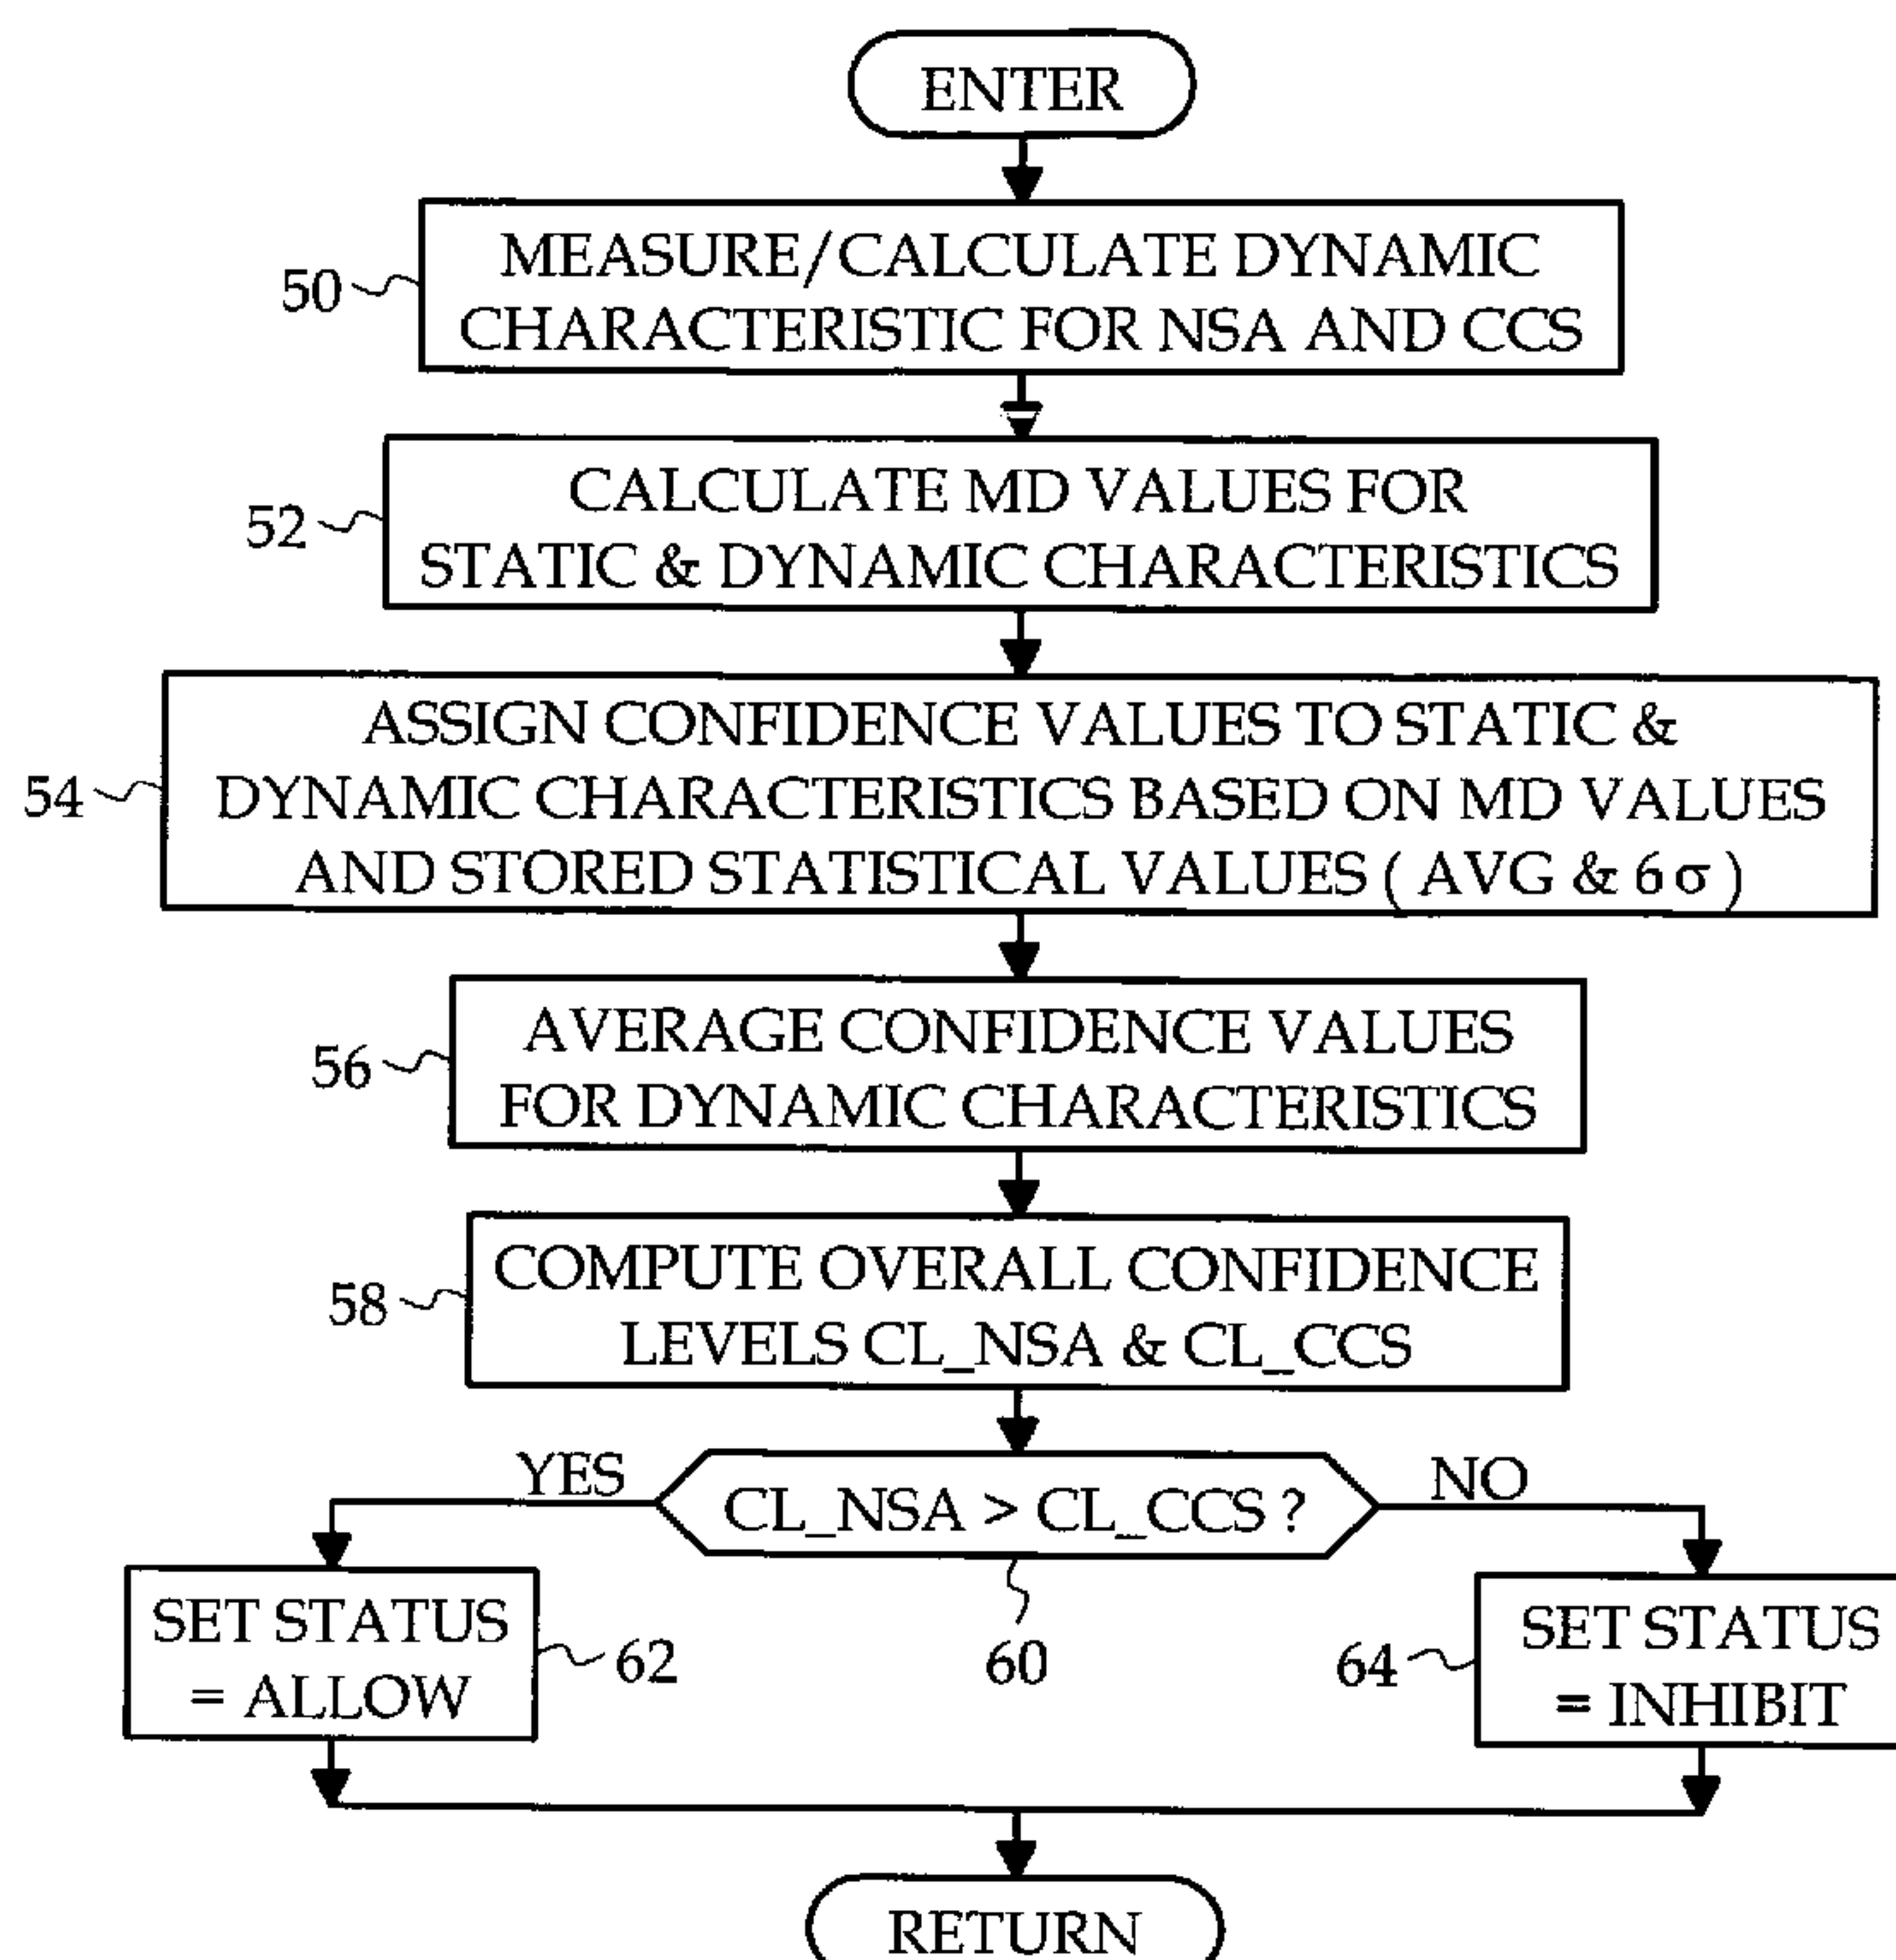 ENTER
50
MEASURE/CALCULATE DYNAMIC
CHARACTERISTIC FOR NSA AND CCS
52
CALCULATE MD VALUES FOR
STATIC & DYNAMIC CHARACTERISTICS
54
ASSIGN CONFIDENCE VALUES TO STATIC &
DYNAMIC CHARACTERISTICS BASED ON MD VALUES
AND STORED STATISTICAL VALUES ( AVG & 6 σ )
56
AVERAGE CONFIDENCE VALUES
FOR DYNAMIC CHARACTERISTICS
58
COMPUTE OVERALL CONFIDENCE
LEVELS CL_NSA & CL_CCS
YES
CL_NSA > CL_CCS ?
NO
60
SET STATUS
= ALLOW
62
64
SET STATUS
= INHIBIT
RETURN